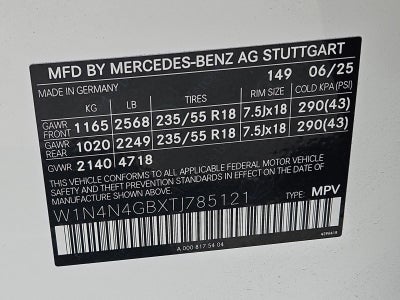 MFD BY MERCEDES-BENZ AG STUTTGART
MADE IN GERMANY 149 06/25
KG LB TIRES RIM SIZE COLD KPA (PSI)
GAWR FRONT 1165 2568 235/55 R18 7.5Jx18 290(43)
GAWR REAR 1020 2249 235/55 R18 7.5Jx18 290(43)
GVWR 2140 4718
THIS VEHICLE CONFORMS TO ALL APPLICABLE FEDERAL MOTOR VEHICLE
SAFETY STANDARDS IN EFFECT ON THE DATE OF MANUFACTURE
SHOWN ABOVE.
W1N4N4GBXTJ785121 TYPE: MPV
A 000 817 54 04